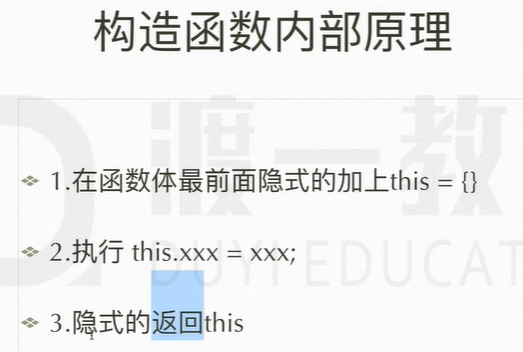 构造函数内部原理
渡一教
DUYI EDUCAT
1.在函数体最前面隐式的加上this = {}
2.执行 this.xxx = xxx;
3.隐式的返回this